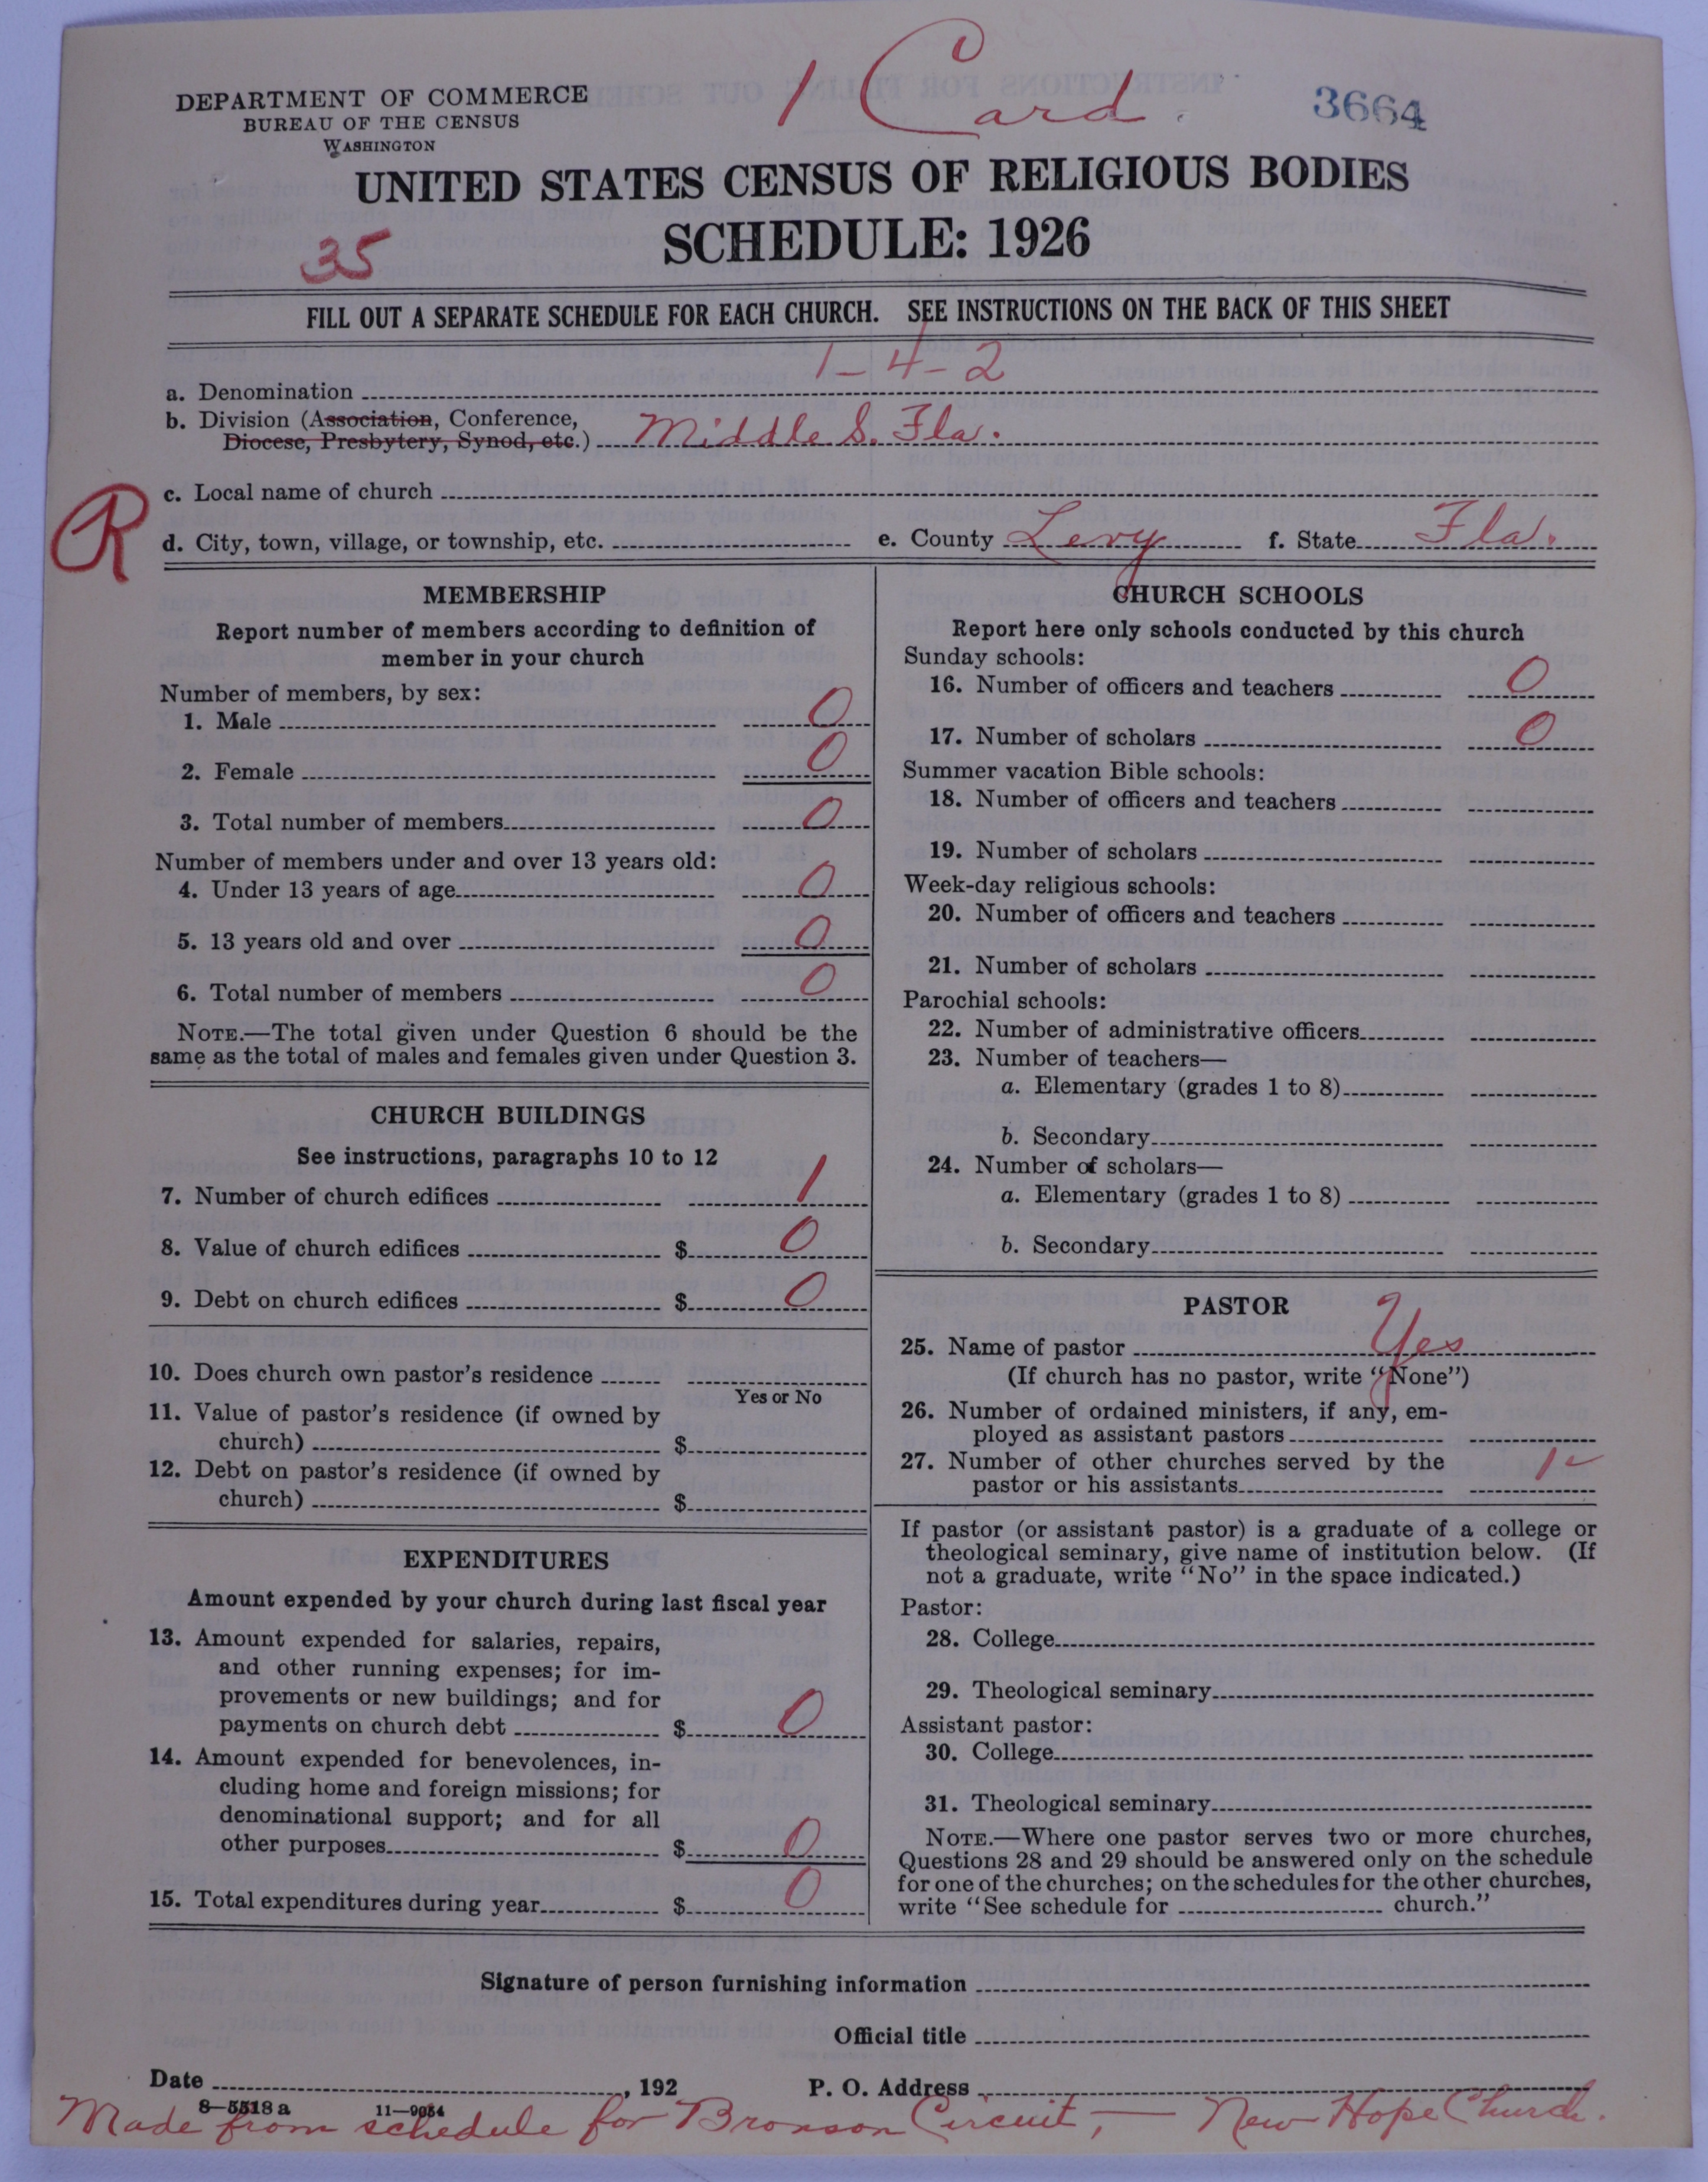 1 Card.
3664
DEPARTMENT OF COMMERCE
BUREAU OF THE CENSUS
WASHINGTON
UNITED STATES CENSUS OF RELIGIOUS BODIES
SCHEDULE: 1926
35
FILL OUT A SEPARATE SCHEDULE FOR EACH CHURCH. SEE INSTRUCTIONS ON THE BACK OF THIS SHEET
1-4-2
a. Denomination
b. Division (Association, Conference,
Diocese, Presbytery, Synod, etc.) Middle S. Fla.
c. Local name of church
R
d. City, town, village, or township, etc. e. County Levy f. State Fla.
MEMBERSHIP
Report number of members according to definition of
member in your church
Number of members, by sex:
1. Male 0
2. Female 0
3. Total number of members 0
Number of members under and over 13 years old:
4. Under 13 years of age 0
5. 13 years old and over 0
6. Total number of members 0
NOTE.—The total given under Question 6 should be the
same as the total of males and females given under Question 3.
CHURCH BUILDINGS
See instructions, paragraphs 10 to 12
7. Number of church edifices 1
8. Value of church edifices $ 0
9. Debt on church edifices $ 0
10. Does church own pastor's residence
Yes or No
11. Value of pastor's residence (if owned by
church) $
12. Debt on pastor's residence (if owned by
church) $
EXPENDITURES
Amount expended by your church during last fiscal year
13. Amount expended for salaries, repairs,
and other running expenses; for im-
provements or new buildings; and for
payments on church debt $ 0
14. Amount expended for benevolences, in-
cluding home and foreign missions; for
denominational support; and for all
other purposes $ 0
15. Total expenditures during year $ 0
CHURCH SCHOOLS
Report here only schools conducted by this church
Sunday schools:
16. Number of officers and teachers 0
17. Number of scholars 0
Summer vacation Bible schools:
18. Number of officers and teachers
19. Number of scholars
Week-day religious schools:
20. Number of officers and teachers
21. Number of scholars
Parochial schools:
22. Number of administrative officers
23. Number of teachers—
a. Elementary (grades 1 to 8)
b. Secondary
24. Number of scholars—
a. Elementary (grades 1 to 8)
b. Secondary
PASTOR
25. Name of pastor Yes
(If church has no pastor, write "None")
26. Number of ordained ministers, if any, em-
ployed as assistant pastors
27. Number of other churches served by the
pastor or his assistants 1
If pastor (or assistant pastor) is a graduate of a college or
theological seminary, give name of institution below. (If
not a graduate, write "No" in the space indicated.)
Pastor:
28. College
29. Theological seminary
Assistant pastor:
30. College
31. Theological seminary
NOTE.—Where one pastor serves two or more churches,
Questions 28 and 29 should be answered only on the schedule
for one of the churches; on the schedules for the other churches,
write "See schedule for church."
Signature of person furnishing information
Official title
Date , 192 P. O. Address
8—5518 a 11—9054
Made from schedule for Bronson Circuit, — New Hope Church.